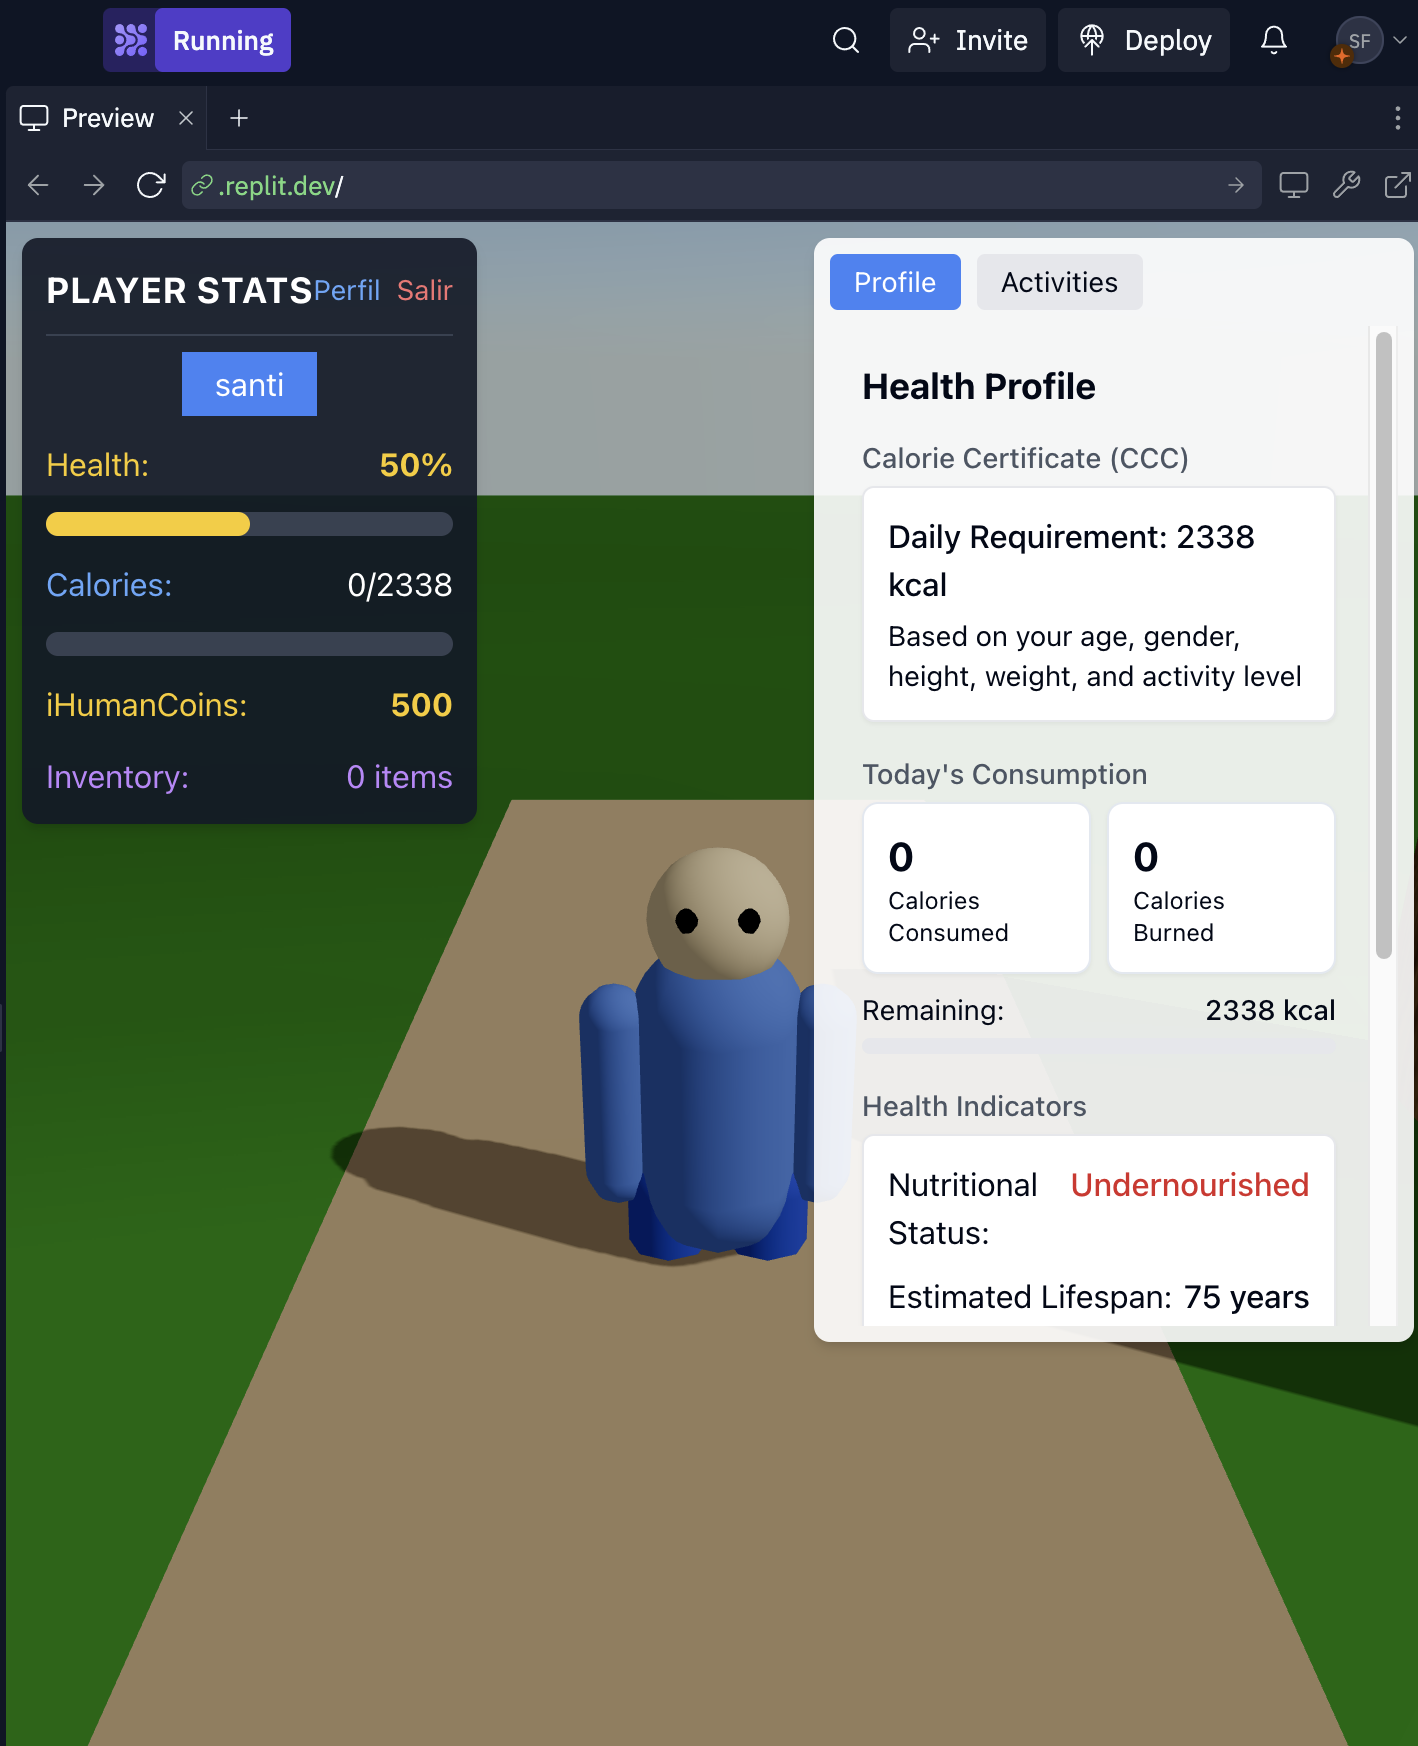 Running
Invite
Deploy
SF
Preview
.replit.dev/
PLAYER STATS Perfil Salir
santi
Health: 50%
Calories: 0/2338
iHumanCoins: 500
Inventory: 0 items
Profile Activities
Health Profile
Calorie Certificate (CCC)
Daily Requirement: 2338
kcal
Based on your age, gender,
height, weight, and activity level
Today's Consumption
0
Calories
Consumed
0
Calories
Burned
Remaining: 2338 kcal
Health Indicators
Nutritional Undernourished
Status:
Estimated Lifespan: 75 years